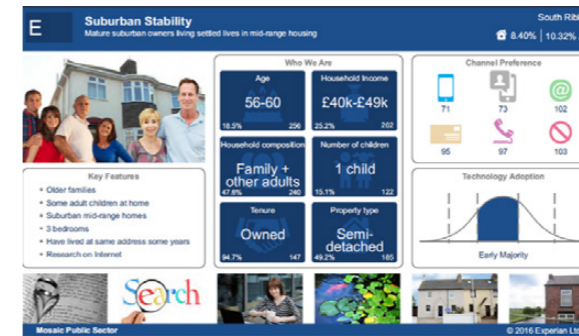 E
Suburban Stability
Mature suburban owners living settled lives in mid-range housing
South Ribb
8.40% | 10.32%
Who We Are
Age
56-60
18.5% 256
Household Income
£40k-£49k
25.2% 202
Household composition
Family +
other adults
47.6% 240
Number of children
1 child
15.1% 122
Tenure
Owned
94.7% 147
Property type
Semi-
detached
49.2% 185
Channel Preference
71
73
102
95
97
103
Key Features
Older families
Some adult children at home
Suburban mid-range homes
3 bedrooms
Have lived at same address some years
Research on Internet
Technology Adoption
Early Majority
Search
Mosaic Public Sector
© 2016 Experian Ltd